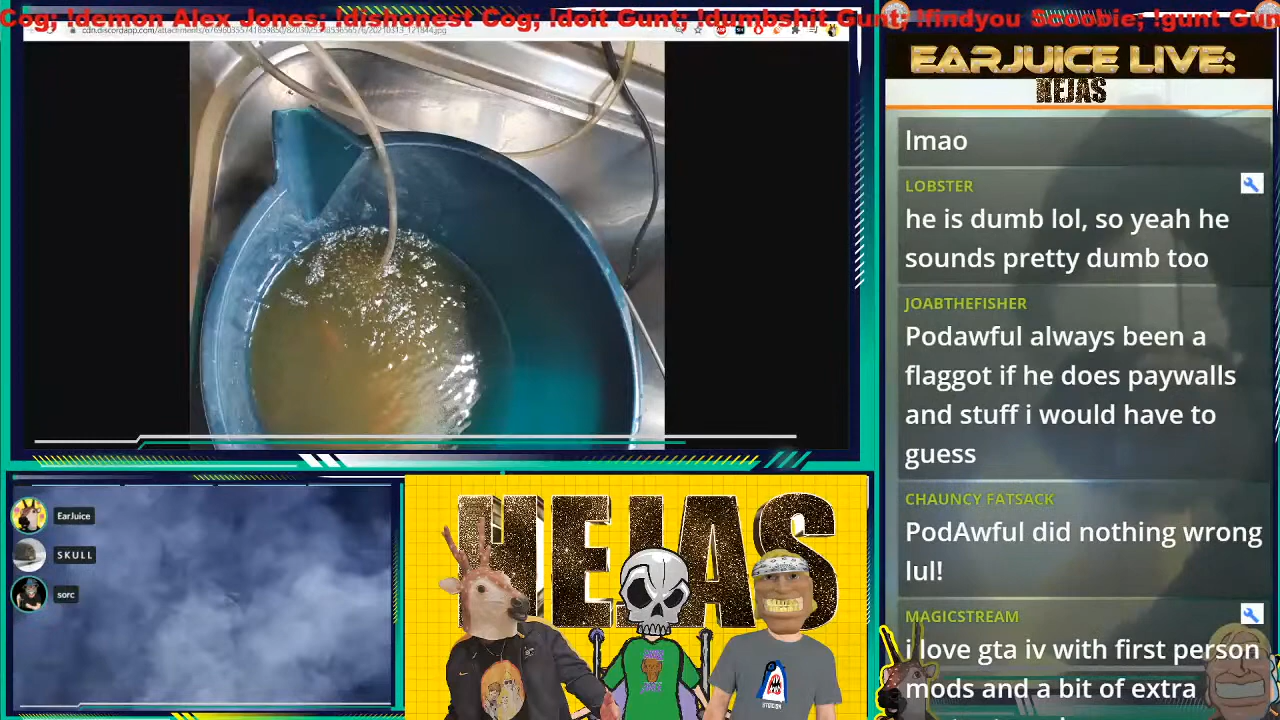 Cog; !demon Alex Jones; !dishonest Cog; !doit Gunt; !dumbshit Gunt; !findyou Scoobie; !gunt Gun
EARJUICE LIVE:
HEJAS
lmao
LOBSTER
he is dumb lol, so yeah he
sounds pretty dumb too
JOABTHEFISHER
Podawful always been a
flaggot if he does paywalls
and stuff i would have to
guess
CHAUNCY FATSACK
PodAwful did nothing wrong
lul!
MAGICSTREAM
i love gta iv with first person
mods and a bit of extra
EarJuice
SKULL
sorc
HEJAS